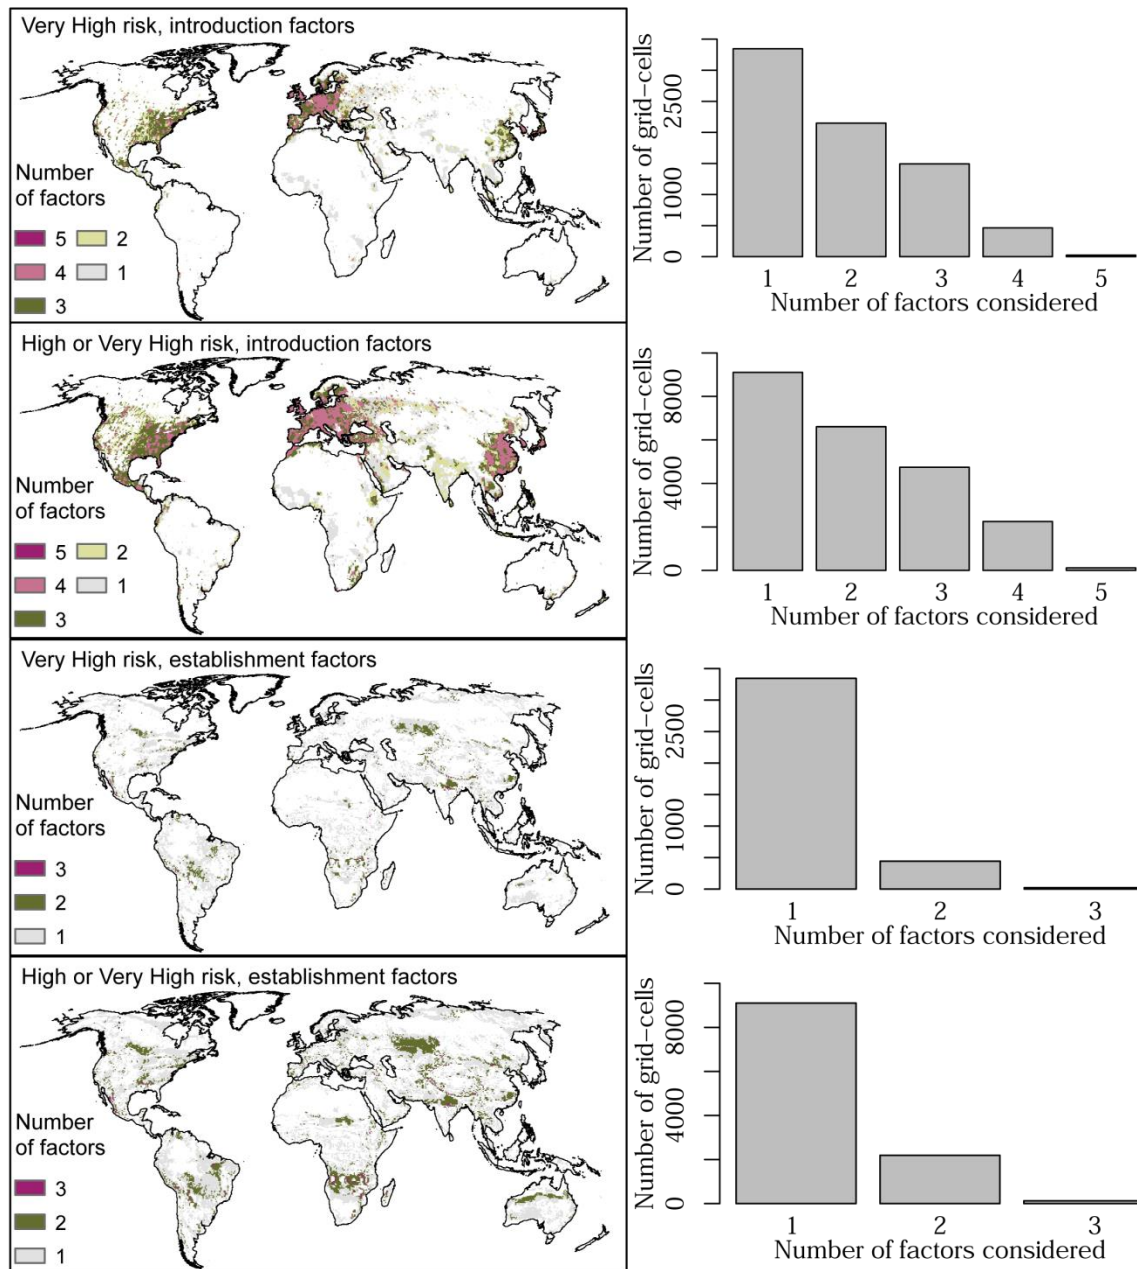 Very High risk, introduction factors
Number
of factors
5 2
4 1
3
Number of grid−cells
0 1000 2500
1 2 3 4 5
Number of factors considered
High or Very High risk, introduction factors
Number
of factors
5 2
4 1
3
Number of grid−cells
0 4000 8000
1 2 3 4 5
Number of factors considered
Very High risk, establishment factors
Number
of factors
3
2
1
Number of grid−cells
0 1000 2500
1 2 3
Number of factors considered
High or Very High risk, establishment factors
Number
of factors
3
2
1
Number of grid−cells
0 4000 8000
1 2 3
Number of factors considered